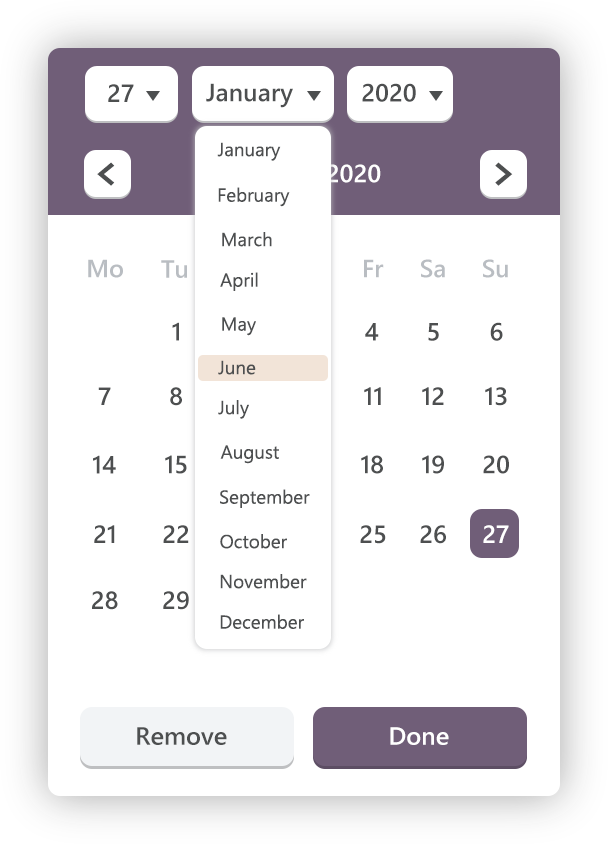 27 January 2020
2020
Mo Tu Fr Sa Su
1 4 5 6
7 8 11 12 13
14 15 18 19 20
21 22 25 26 27
28 29
January
February
March
April
May
June
July
August
September
October
November
December
Remove Done